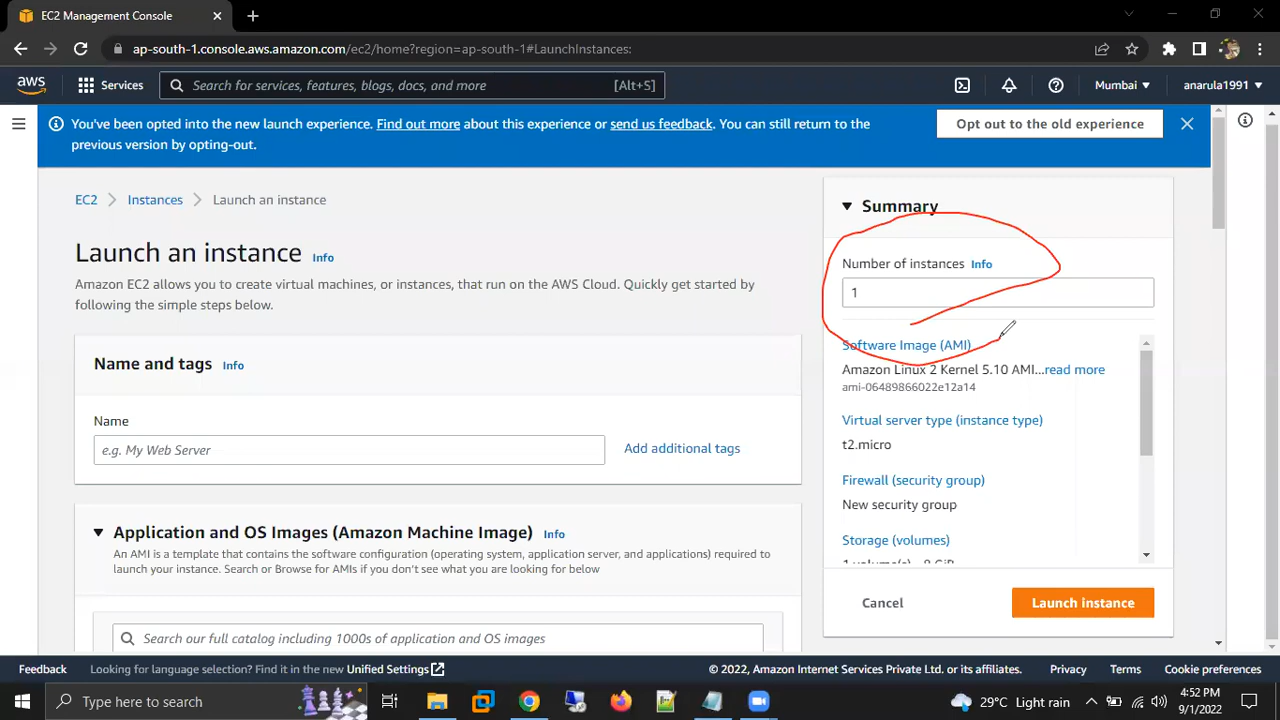 EC2 Management Console
ap-south-1.console.aws.amazon.com/ec2/home?region=ap-south-1#LaunchInstances:
aws
Services
Search for services, features, blogs, docs, and more
[Alt+S]
Mumbai
anarula1991
You've been opted into the new launch experience. Find out more about this experience or send us feedback. You can still return to the
previous version by opting-out.
Opt out to the old experience
EC2
Instances
Launch an instance
Launch an instance Info
Amazon EC2 allows you to create virtual machines, or instances, that run on the AWS Cloud. Quickly get started by
following the simple steps below.
Name and tags Info
Name
e.g. My Web Server
Add additional tags
Application and OS Images (Amazon Machine Image) Info
An AMI is a template that contains the software configuration (operating system, application server, and applications) required to
launch your instance. Search or Browse for AMIs if you don't see what you are looking for below
Search our full catalog including 1000s of application and OS images
Summary
Number of instances Info
1
Software Image (AMI)
Amazon Linux 2 Kernel 5.10 AMI...read more
ami-06489866022e12a14
Virtual server type (instance type)
t2.micro
Firewall (security group)
New security group
Storage (volumes)
1 volume(s) - 8 GiB
Cancel
Launch instance
Feedback
Looking for language selection? Find it in the new Unified Settings
© 2022, Amazon Internet Services Private Ltd. or its affiliates.
Privacy
Terms
Cookie preferences
Type here to search
29°C Light rain
4:52 PM
9/1/2022